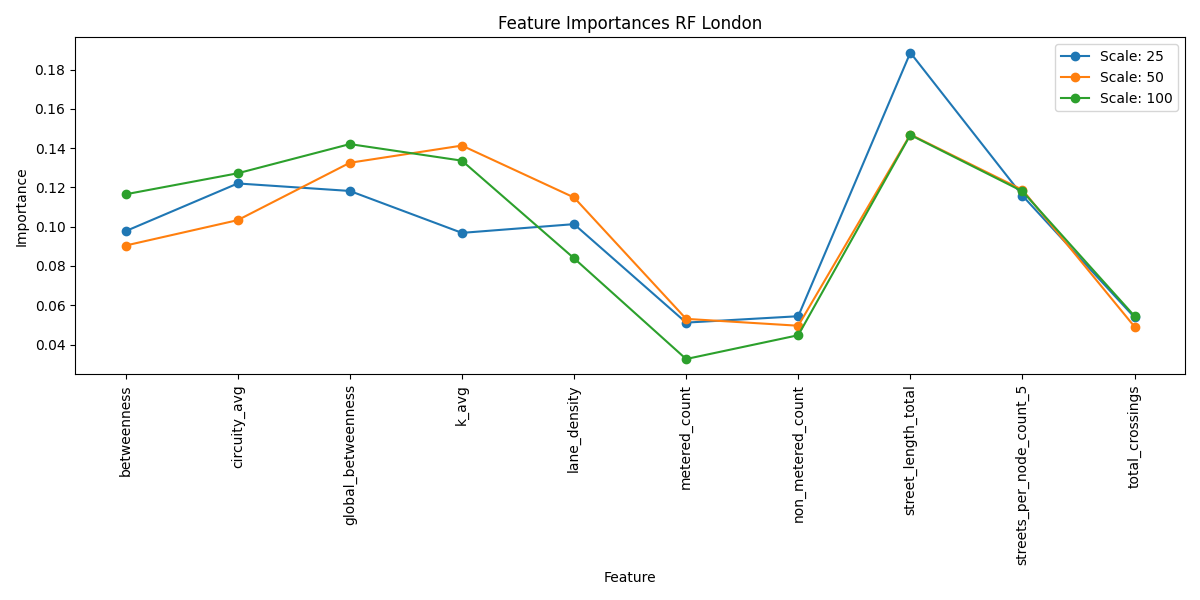 Feature Importances RF London
Scale: 25
Scale: 50
Scale: 100
Importance
0.18
0.16
0.14
0.12
0.10
0.08
0.06
0.04
betweenness
circuity_avg
global_betweenness
k_avg
lane_density
metered_count
non_metered_count
street_length_total
streets_per_node_count_5
total_crossings
Feature